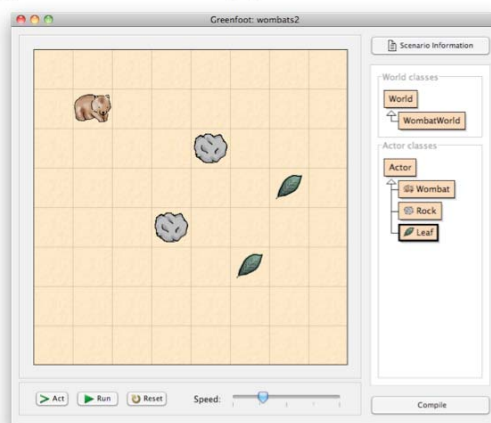 Greenfoot: wombats2
Scenario Information
World classes
World
WombatWorld
Actor classes
Actor
Wombat
Rock
Leaf
Act
Run
Reset
Speed:
Compile